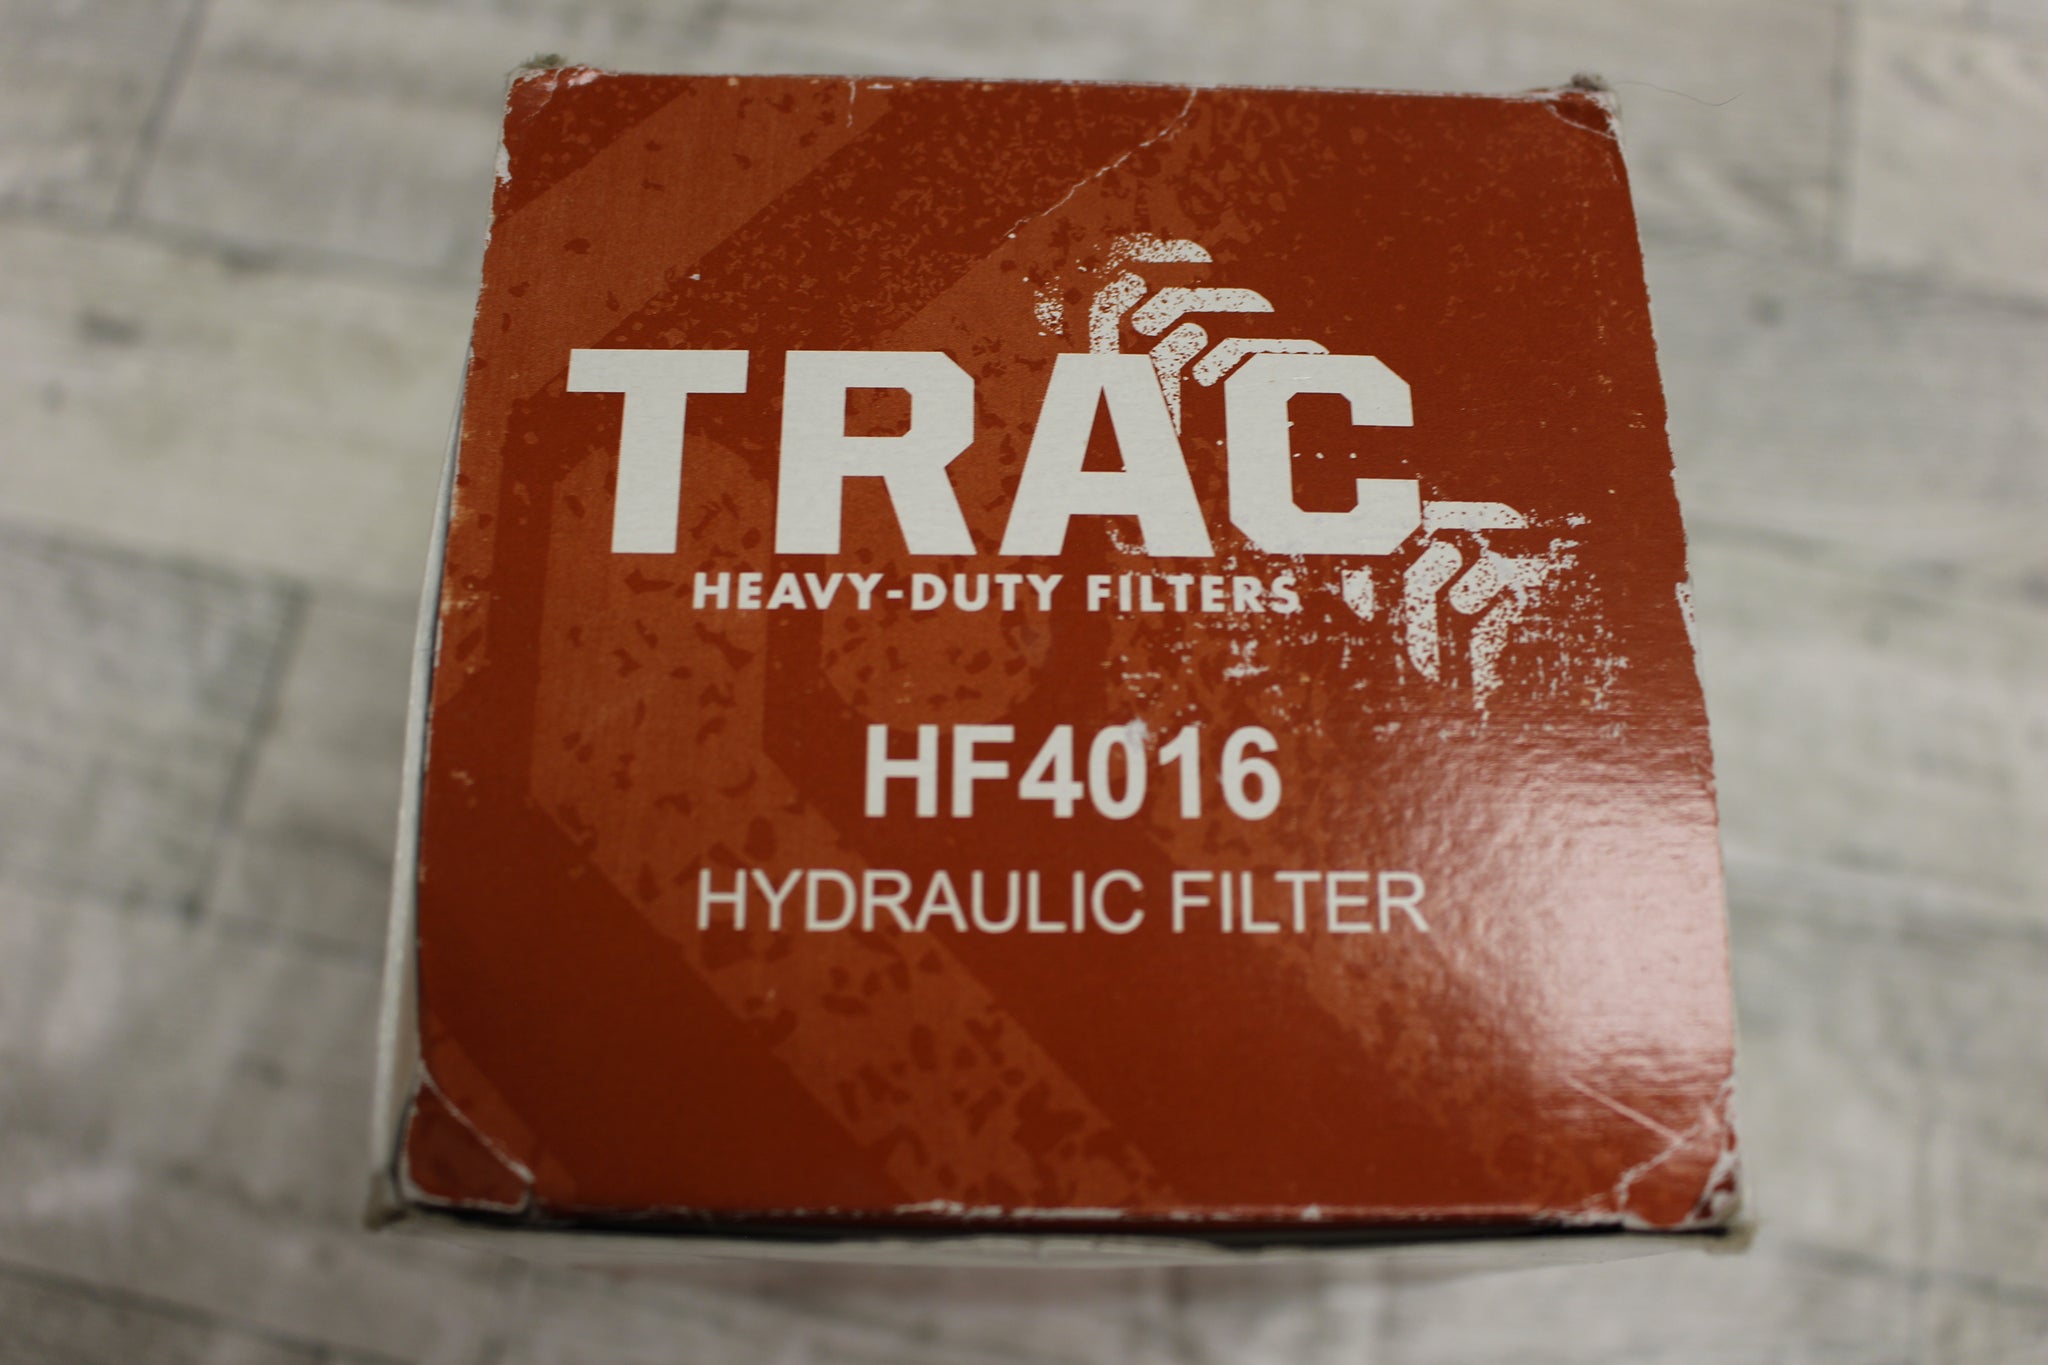 TRAC
HEAVY-DUTY FILTERS
HF4016
HYDRAULIC FILTER